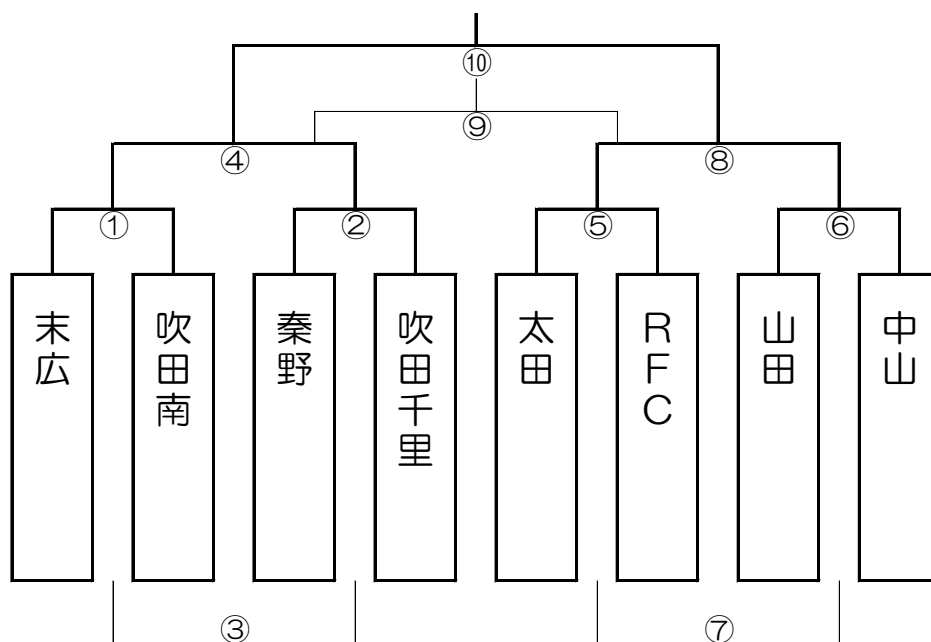 ⑩
⑨
④
⑧
①
②
⑤
⑥
末広
吹田南
秦野
吹田千里
太田
RFC
山田
中山
③
⑦